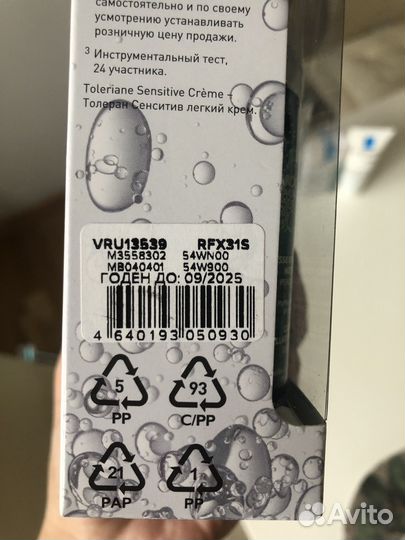 самостоятельно и по своему
усмотрению устанавливать
розничную цену продажи.
³ Инструментальный тест,
24 участника.
Toleriane Sensitive Crème –
Толеран Сенситив легкий крем.
VRU13539 RFX31S
M3558302 54WN00
MB040401 54W900
ГОДЕН ДО: 09/2025
4 640193 050930
5 93
PP C/PP
21 1
PAP PP
Avito